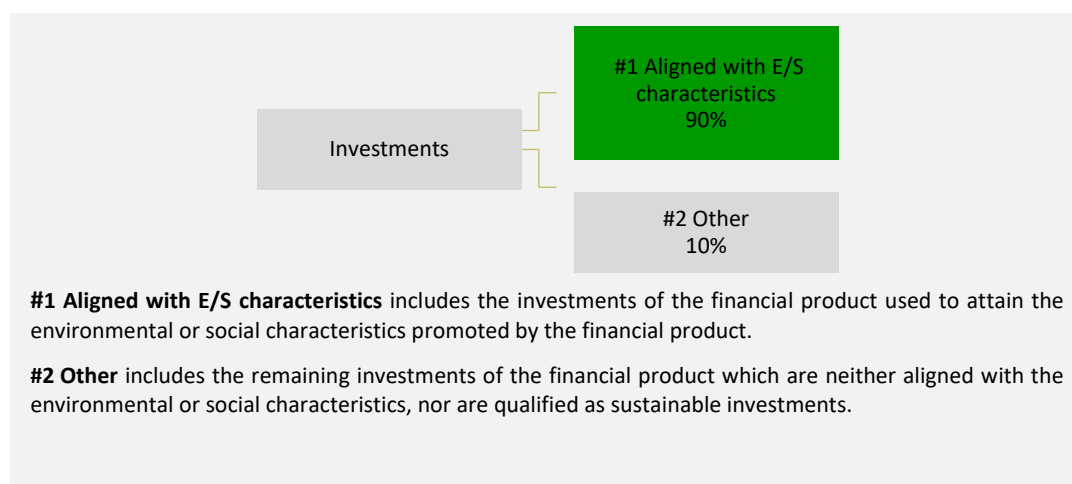 #1 Aligned with E/S
characteristics
90%
Investments
#2 Other
10%
#1 Aligned with E/S characteristics includes the investments of the financial product used to attain the
environmental or social characteristics promoted by the financial product.
#2 Other includes the remaining investments of the financial product which are neither aligned with the
environmental or social characteristics, nor are qualified as sustainable investments.